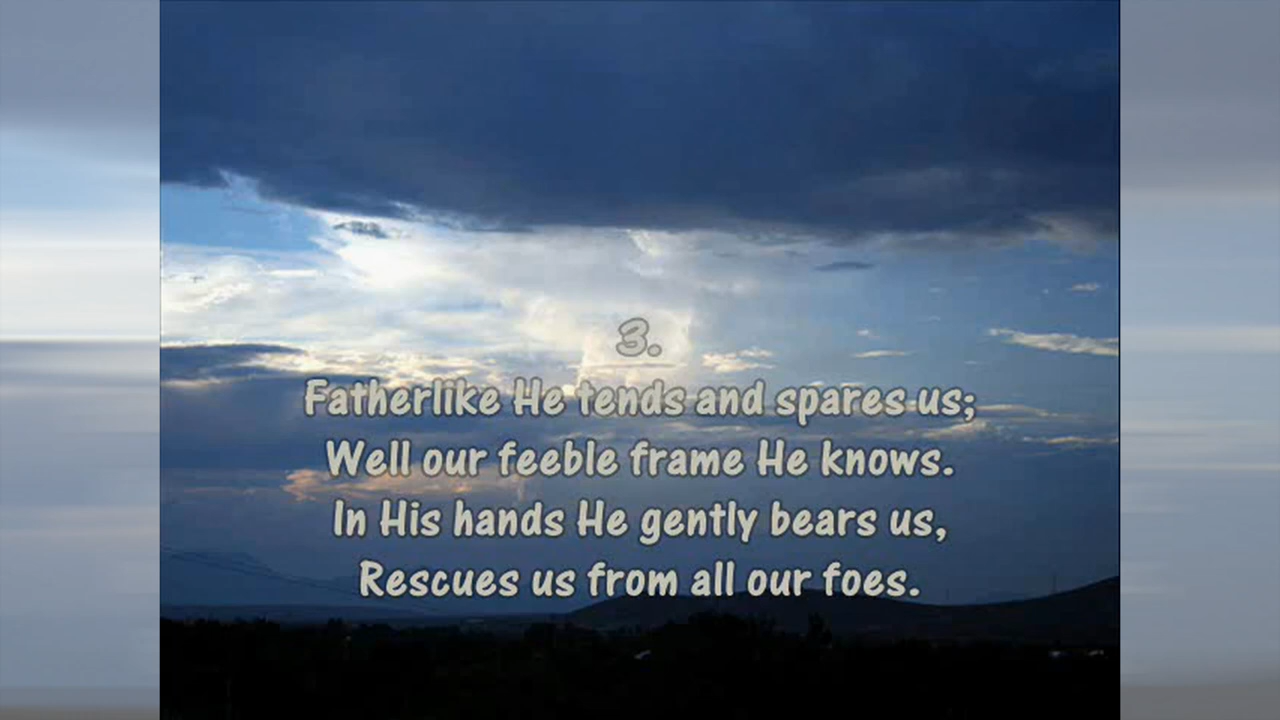 3.
Fatherlike He tends and spares us;
Well our feeble frame He knows.
In His hands He gently bears us,
Rescues us from all our foes.